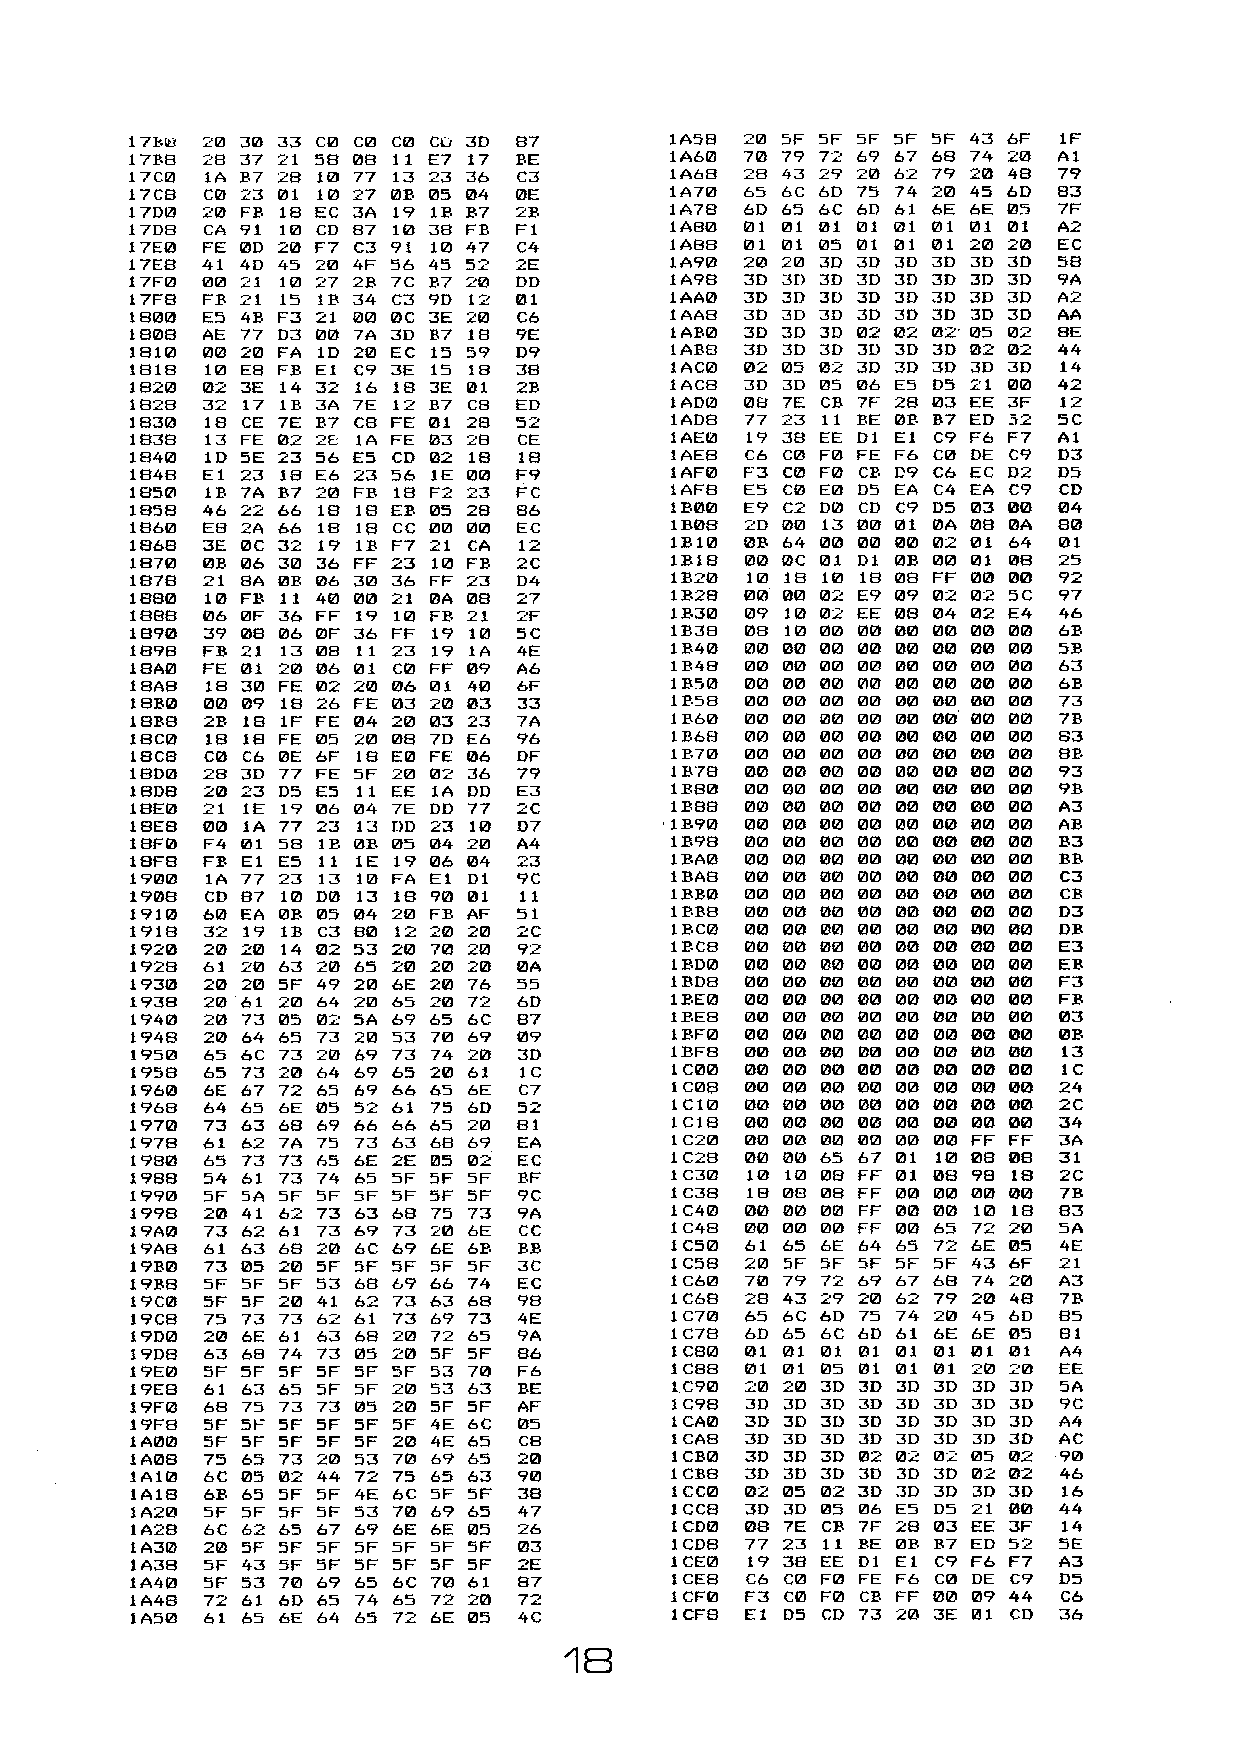 17B0 20 30 33 C0 C0 C0 C0 3D 87
17B8 28 37 21 58 08 11 E7 17 BE
17C0 1A B7 28 10 77 13 23 36 C3
17C8 C0 23 01 10 27 0B 05 04 0E
17D0 20 FB 18 EC 3A 19 1B B7 2B
17D8 CA 91 10 CD 87 10 38 FB F1
17E0 FE 0D 20 F7 C3 91 10 47 C4
17E8 41 4D 45 20 4F 56 45 52 2E
17F0 00 21 10 27 2B 7C B7 20 DD
17F8 FB 21 15 1B 34 C3 9D 12 01
1800 E5 4B F3 21 00 0C 3E 20 C6
1808 AE 77 D3 00 7A 3D B7 18 9E
1810 00 20 FA 1D 20 EC 15 59 D9
1818 10 E8 FB E1 C9 3E 15 18 38
1820 02 3E 14 32 16 18 3E 01 2B
1828 32 17 1B 3A 7E 12 B7 C8 ED
1830 18 CE 7E B7 C8 FE 01 28 52
1838 13 FE 02 28 1A FE 03 28 CE
1840 1D 5E 23 56 E5 CD 02 18 18
1848 E1 23 18 E6 23 56 1E 00 F9
1850 1B 7A B7 20 FB 18 F2 23 FC
1858 46 22 66 18 18 EB 05 28 86
1860 E8 2A 66 18 18 CC 00 00 EC
1868 3E 0C 32 19 1B F7 21 CA 12
1870 0B 06 30 36 FF 23 10 FB 2C
1878 21 8A 0B 06 30 36 FF 23 D4
1880 10 FB 11 40 00 21 0A 08 27
1888 06 0F 36 FF 19 10 FB 21 2F
1890 39 08 06 0F 36 FF 19 10 5C
1898 FB 21 13 08 11 23 19 1A 4E
18A0 FE 01 20 06 01 C0 FF 09 A6
18A8 18 30 FE 02 20 06 01 40 6F
18B0 00 09 18 26 FE 03 20 03 33
18B8 2B 18 1F FE 04 20 03 23 7A
18C0 18 18 FE 05 20 08 7D E6 96
18C8 C0 C6 0E 6F 18 E0 FE 06 DF
18D0 28 3D 77 FE 5F 20 02 36 79
18D8 20 23 D5 E5 11 EE 1A DD E3
18E0 21 1E 19 06 04 7E DD 77 2C
18E8 00 1A 77 23 13 DD 23 10 D7
18F0 F4 01 58 1B 0B 05 04 20 A4
18F8 FB E1 E5 11 1E 19 06 04 23
1900 1A 77 23 13 10 FA E1 D1 9C
1908 CD 87 10 D0 13 18 90 01 11
1910 60 EA 0B 05 04 20 FB AF 51
1918 32 19 1B C3 80 12 20 20 2C
1920 20 20 14 02 53 20 70 20 92
1928 61 20 63 20 65 20 20 20 0A
1930 20 20 5F 49 20 6E 20 76 55
1938 20 61 20 64 20 65 20 72 6D
1940 20 73 05 02 5A 69 65 6C 87
1948 20 64 65 73 20 53 70 69 09
1950 65 6C 73 20 69 73 74 20 3D
1958 65 73 20 64 69 65 20 61 1C
1960 6E 67 72 65 69 66 65 6E C7
1968 64 65 6E 05 52 61 75 6D 52
1970 73 63 68 69 66 66 65 20 81
1978 61 62 7A 75 73 63 68 69 EA
1980 65 73 73 65 6E 2E 05 02 EC
1988 54 61 73 74 65 5F 5F 5F BF
1990 5F 5A 5F 5F 5F 5F 5F 5F 9C
1998 20 41 62 73 63 68 75 73 9A
19A0 73 62 61 73 69 73 20 6E CC
19A8 61 63 68 20 6C 69 6E 6B BB
19B0 73 05 20 5F 5F 5F 5F 5F 3C
19B8 5F 5F 5F 53 68 69 66 74 EC
19C0 5F 5F 20 41 62 73 63 68 98
19C8 75 73 73 62 61 73 69 73 4E
19D0 20 6E 61 63 68 20 72 65 9A
19D8 63 68 74 73 05 20 5F 5F 86
19E0 5F 5F 5F 5F 5F 5F 53 70 F6
19E8 61 63 65 5F 5F 20 53 63 BE
19F0 68 75 73 73 05 20 5F 5F AF
19F8 5F 5F 5F 5F 5F 5F 4E 6C 05
1A00 5F 5F 5F 5F 5F 20 4E 65 C8
1A08 75 65 73 20 53 70 69 65 20
1A10 6C 05 02 44 72 75 65 63 90
1A18 6B 65 5F 5F 4E 6C 5F 5F 38
1A20 5F 5F 5F 5F 53 70 69 65 47
1A28 6C 62 65 67 69 6E 6E 05 26
1A30 20 5F 5F 5F 5F 5F 5F 5F 03
1A38 5F 43 5F 5F 5F 5F 5F 5F 2E
1A40 5F 53 70 69 65 6C 70 61 87
1A48 72 61 6D 65 74 65 72 20 72
1A50 61 65 6E 64 65 72 6E 05 4C
1A58 20 5F 5F 5F 5F 5F 43 6F 1F
1A60 70 79 72 69 67 68 74 20 A1
1A68 28 43 29 20 62 79 20 48 79
1A70 65 6C 6D 75 74 20 45 6D 83
1A78 6D 65 6C 6D 61 6E 6E 05 7F
1A80 01 01 01 01 01 01 01 01 A2
1A88 01 01 05 01 01 01 20 20 EC
1A90 20 20 3D 3D 3D 3D 3D 3D 58
1A98 3D 3D 3D 3D 3D 3D 3D 3D 9A
1AA0 3D 3D 3D 3D 3D 3D 3D 3D A2
1AA8 3D 3D 3D 3D 3D 3D 3D 3D AA
1AB0 3D 3D 3D 02 02 02 05 02 8E
1AB8 3D 3D 3D 3D 3D 3D 02 02 44
1AC0 02 05 02 3D 3D 3D 3D 3D 14
1AC8 3D 3D 05 06 E5 D5 21 00 42
1AD0 08 7E CB 7F 28 03 EE 3F 12
1AD8 77 23 11 BE 0B B7 ED 52 5C
1AE0 19 38 EE D1 E1 C9 F6 F7 A1
1AE8 C6 C0 F0 FE F6 C0 DE C9 D3
1AF0 F3 C0 F0 CB D9 C6 EC D2 D5
1AF8 E5 C0 E0 D5 EA C4 EA C9 CD
1B00 E9 C2 D0 CD C9 D5 03 00 04
1B08 2D 00 13 00 01 0A 08 0A 80
1B10 0B 64 00 00 00 02 01 64 01
1B18 00 0C 01 D1 0B 00 01 08 25
1B20 10 18 10 18 08 FF 00 00 92
1B28 00 00 02 E9 09 02 02 5C 97
1B30 09 10 02 EE 08 04 02 E4 46
1B38 08 10 00 00 00 00 00 00 6B
1B40 00 00 00 00 00 00 00 00 5B
1B48 00 00 00 00 00 00 00 00 63
1B50 00 00 00 00 00 00 00 00 6B
1B58 00 00 00 00 00 00 00 00 73
1B60 00 00 00 00 00 00 00 00 7B
1B68 00 00 00 00 00 00 00 00 83
1B70 00 00 00 00 00 00 00 00 8B
1B78 00 00 00 00 00 00 00 00 93
1B80 00 00 00 00 00 00 00 00 9B
1B88 00 00 00 00 00 00 00 00 A3
1B90 00 00 00 00 00 00 00 00 AB
1B98 00 00 00 00 00 00 00 00 B3
1BA0 00 00 00 00 00 00 00 00 BB
1BA8 00 00 00 00 00 00 00 00 C3
1BB0 00 00 00 00 00 00 00 00 CB
1BB8 00 00 00 00 00 00 00 00 D3
1BC0 00 00 00 00 00 00 00 00 DB
1BC8 00 00 00 00 00 00 00 00 E3
1BD0 00 00 00 00 00 00 00 00 EB
1BD8 00 00 00 00 00 00 00 00 F3
1BE0 00 00 00 00 00 00 00 00 FB
1BE8 00 00 00 00 00 00 00 00 03
1BF0 00 00 00 00 00 00 00 00 0B
1BF8 00 00 00 00 00 00 00 00 13
1C00 00 00 00 00 00 00 00 00 1C
1C08 00 00 00 00 00 00 00 00 24
1C10 00 00 00 00 00 00 00 00 2C
1C18 00 00 00 00 00 00 00 00 34
1C20 00 00 00 00 00 00 FF FF 3A
1C28 00 00 65 67 01 10 08 08 31
1C30 10 10 08 FF 01 08 98 18 2C
1C38 18 08 08 FF 00 00 00 00 7B
1C40 00 00 00 FF 00 00 10 18 83
1C48 00 00 00 FF 00 65 72 20 5A
1C50 61 65 6E 64 65 72 6E 05 4E
1C58 20 5F 5F 5F 5F 5F 43 6F 21
1C60 70 79 72 69 67 68 74 20 A3
1C68 28 43 29 20 62 79 20 48 7B
1C70 65 6C 6D 75 74 20 45 6D 85
1C78 6D 65 6C 6D 61 6E 6E 05 81
1C80 01 01 01 01 01 01 01 01 A4
1C88 01 01 05 01 01 01 20 20 EE
1C90 20 20 3D 3D 3D 3D 3D 3D 5A
1C98 3D 3D 3D 3D 3D 3D 3D 3D 9C
1CA0 3D 3D 3D 3D 3D 3D 3D 3D A4
1CA8 3D 3D 3D 3D 3D 3D 3D 3D AC
1CB0 3D 3D 3D 02 02 02 05 02 90
1CB8 3D 3D 3D 3D 3D 3D 02 02 46
1CC0 02 05 02 3D 3D 3D 3D 3D 16
1CC8 3D 3D 05 06 E5 D5 21 00 44
1CD0 08 7E CB 7F 28 03 EE 3F 14
1CD8 77 23 11 BE 0B B7 ED 52 5E
1CE0 19 38 EE D1 E1 C9 F6 F7 A3
1CE8 C6 C0 F0 FE F6 C0 DE C9 D5
1CF0 F3 C0 F0 CB FF 00 09 44 C6
1CF8 E1 D5 CD 73 20 3E 01 CD 36
18